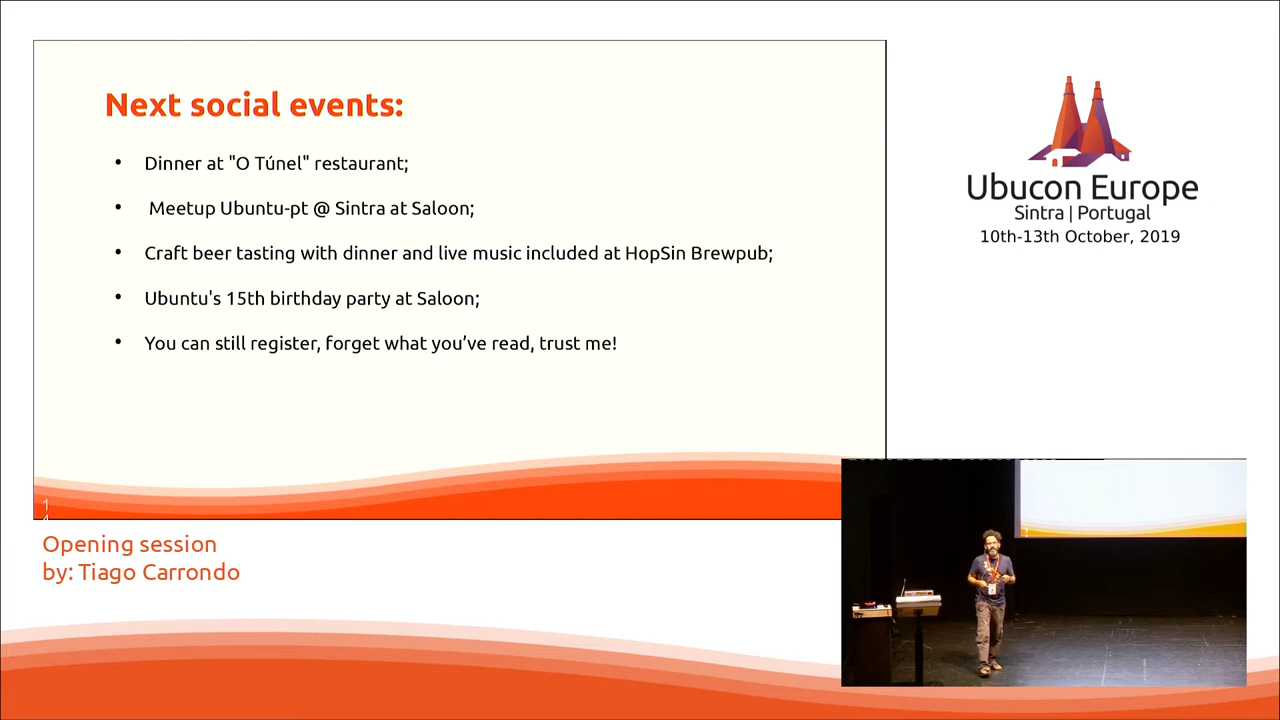 Next social events:
• Dinner at "O Túnel" restaurant;
• Meetup Ubuntu-pt @ Sintra at Saloon;
• Craft beer tasting with dinner and live music included at HopSin Brewpub;
• Ubuntu's 15th birthday party at Saloon;
• You can still register, forget what you’ve read, trust me!
1
Opening session
by: Tiago Carrondo
Ubucon Europe
Sintra | Portugal
10th-13th October, 2019